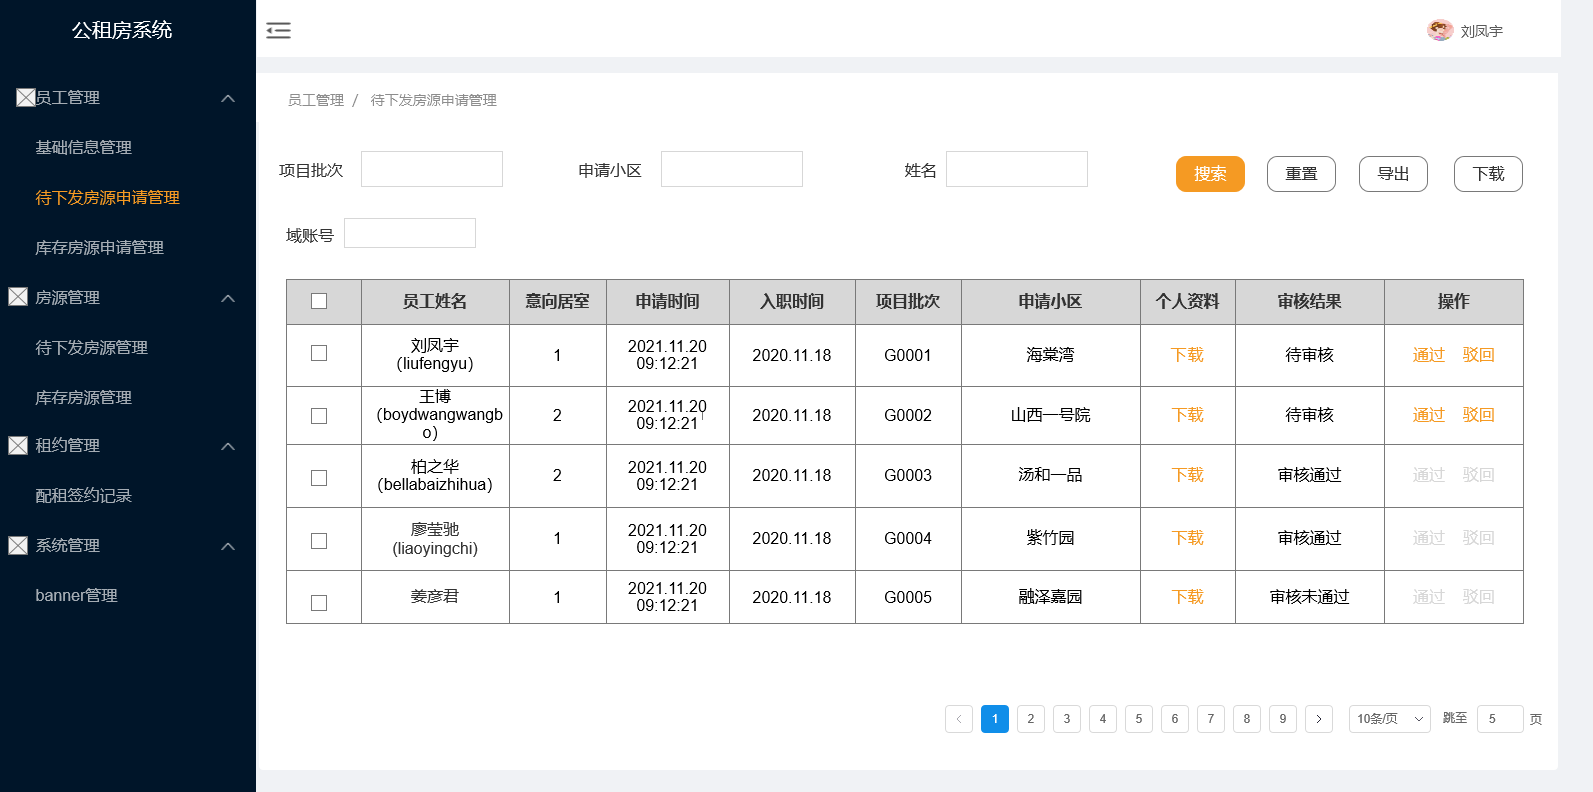 公租房系统
刘凤宇
员工管理
基础信息管理
待下发房源申请管理
库存房源申请管理
房源管理
待下发房源管理
库存房源管理
租约管理
配租签约记录
系统管理
banner管理
员工管理 / 待下发房源申请管理
项目批次 申请小区 姓名 搜索 重置 导出 下载
域账号
员工姓名 意向居室 申请时间 入职时间 项目批次 申请小区 个人资料 审核结果 操作
刘凤宇
（liufengyu） 1 2021.11.20
09:12:21 2020.11.18 G0001 海棠湾 下载 待审核 通过 驳回
王博
（boydwangwangb
o） 2 2021.11.20
09:12:21 2020.11.18 G0002 山西一号院 下载 待审核 通过 驳回
柏之华
（bellabaizhihua） 2 2021.11.20
09:12:21 2020.11.18 G0003 汤和一品 下载 审核通过 通过 驳回
廖莹驰
(liaoyingchi) 1 2021.11.20
09:12:21 2020.11.18 G0004 紫竹园 下载 审核通过 通过 驳回
姜彦君 1 2021.11.20
09:12:21 2020.11.18 G0005 融泽嘉园 下载 审核未通过 通过 驳回
< 1 2 3 4 5 6 7 8 9 > 10条/页 跳至 5 页